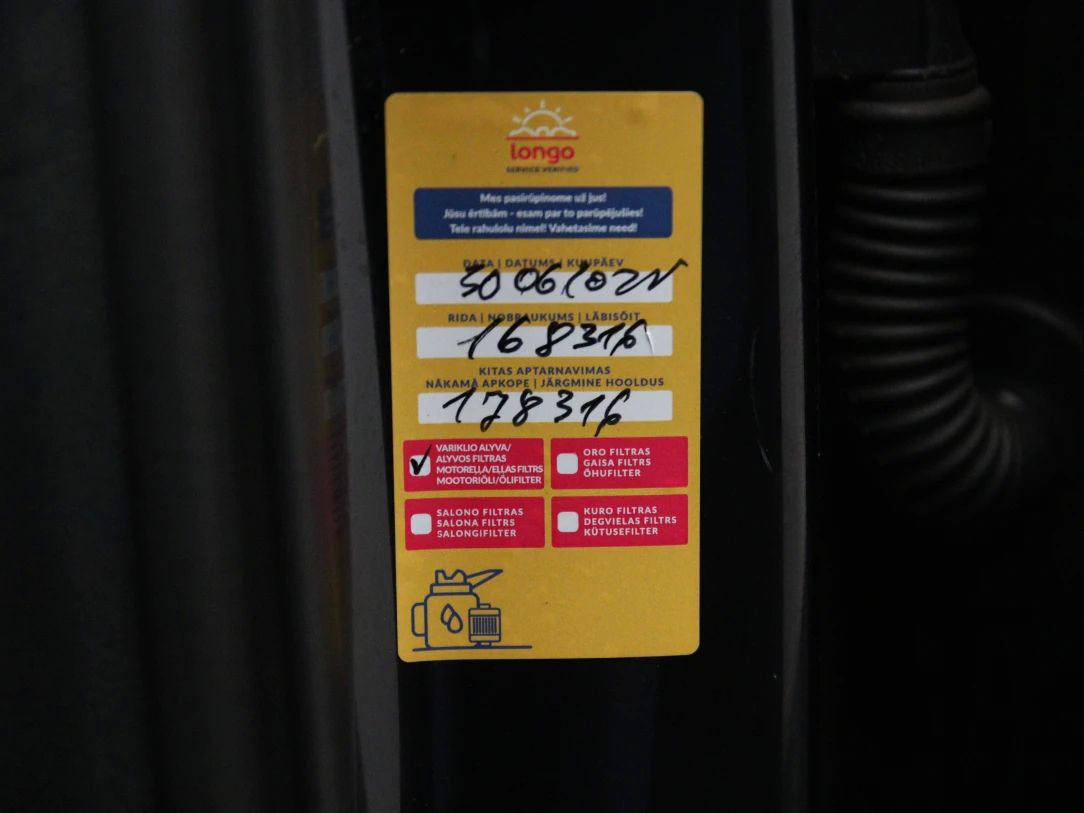 longo
SERVICE VERIFIED
Mes pasirūpinome už jus!
Jūsu ērtībām - esam par to parūpējušies!
Teie rahulolu nimel! Vahetasime need!
DATA | DATUMS | KUUPÄEV
30 06
RIDA | NOBRAUKUMS | LÄBISÕIT
168316
KITAS APTARNAVIMAS
NĀKAMĀ APKOPE | JÄRGMINE HOOLDUS
178316
VARIKLIO ALYVA/
ALYVOS FILTRAS
MOTOREĻĻA/EĻĻAS FILTRS
MOOTORIÕLI/ÕLIFILTER
ORO FILTRAS
GAISA FILTRS
ÕHUFILTER
SALONO FILTRAS
SALONA FILTRS
SALONGIFILTER
KURO FILTRAS
DEGVIELAS FILTRS
KÜTUSEFILTER